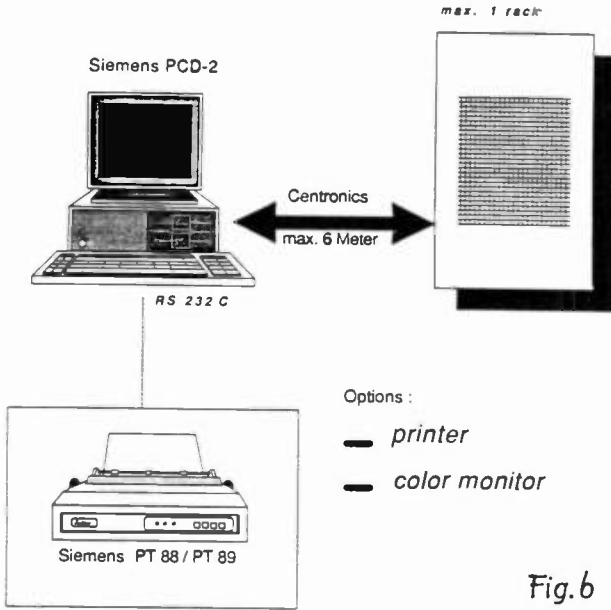 max. 1 rack
Siemens PCD-2
Centronics
max. 6 Meter
RS 232 C
Options :
printer
color monitor
Siemens PT 88 / PT 89
Fig. 6